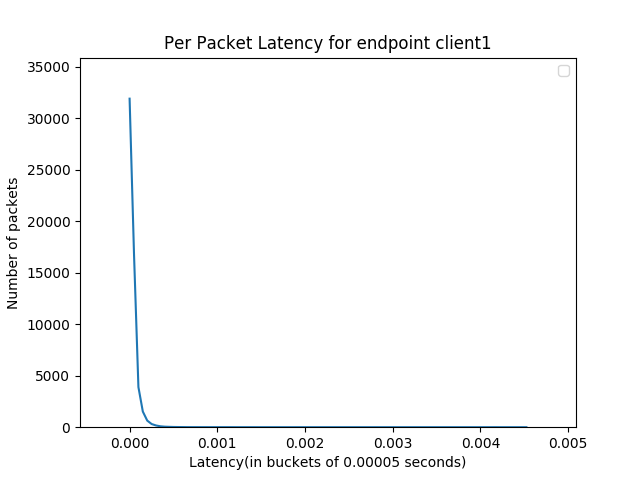 Per Packet Latency for endpoint client1
35000
30000
25000
20000
15000
10000
5000
0
Number of packets
0.000 0.001 0.002 0.003 0.004 0.005
Latency(in buckets of 0.00005 seconds)